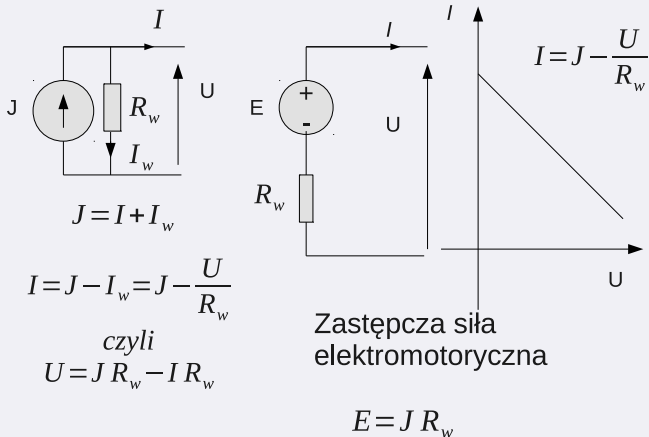 I
J
R_w
U
I_w
J = I + I_w
I = J − I_w = J − U/R_w
czyli
U = J R_w − I R_w
I
E
+
-
U
R_w
Zastępcza siła
elektromotoryczna
E = J R_w
I
I = J − U/R_w
U